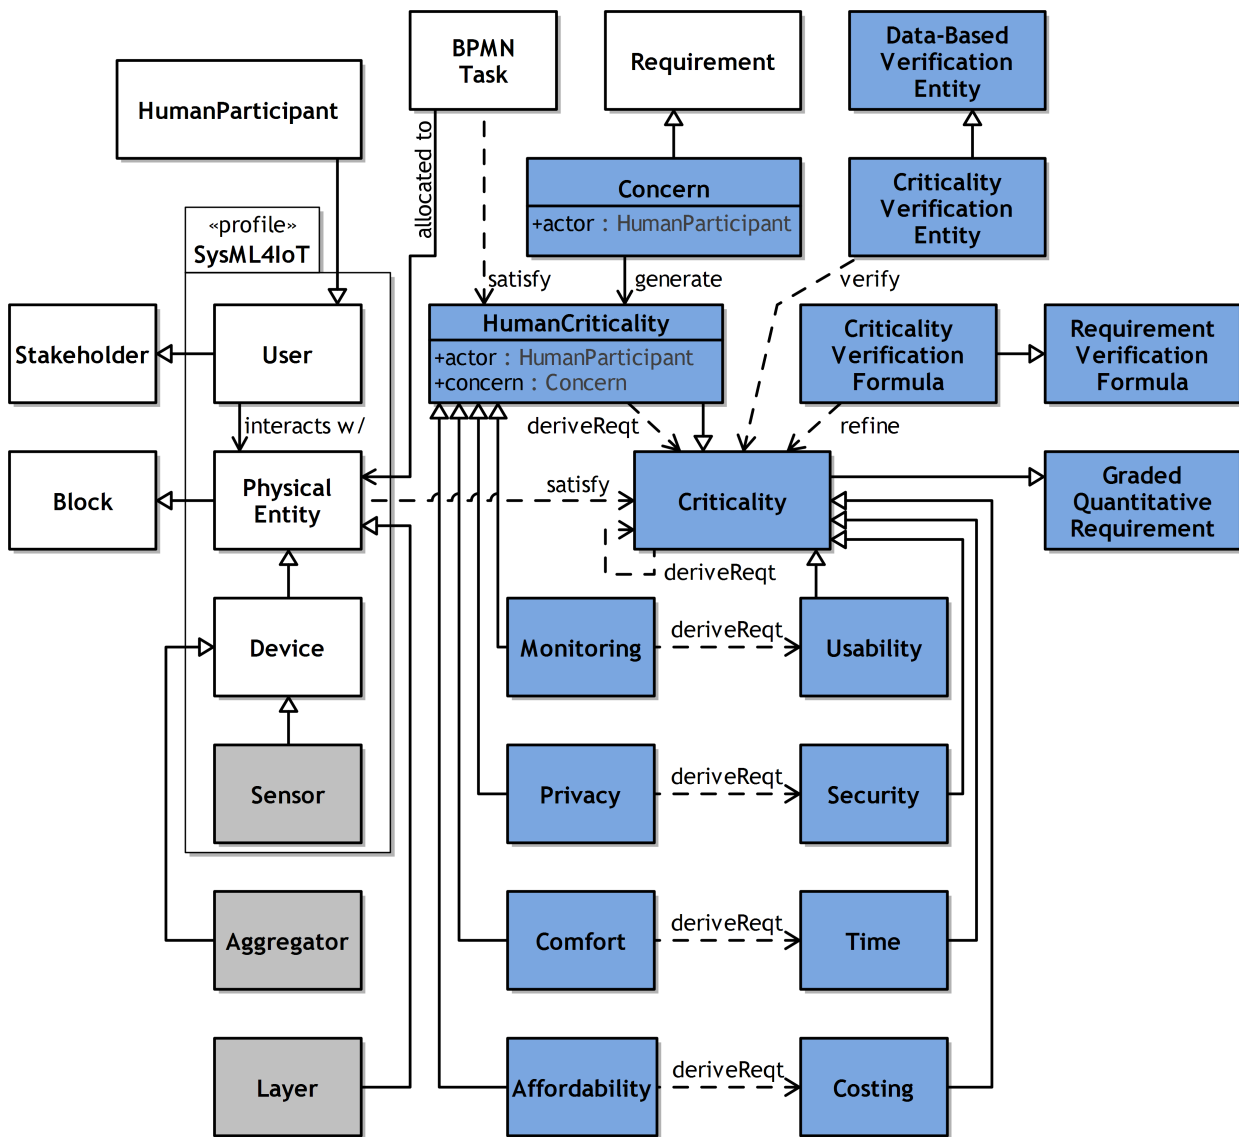 BPMN
Task
Requirement
Data-Based
Verification
Entity
HumanParticipant
allocated to
Concern
+actor : HumanParticipant
Criticality
Verification
Entity
«profile»
SysML4IoT
satisfy
generate
verify
Stakeholder
User
HumanCriticality
+actor : HumanParticipant
+concern : Concern
Criticality
Verification
Formula
Requirement
Verification
Formula
interacts w/
deriveReqt
refine
Block
Physical
Entity
satisfy
Criticality
Graded
Quantitative
Requirement
deriveReqt
Device
Monitoring
deriveReqt
Usability
Sensor
Privacy
deriveReqt
Security
Aggregator
Comfort
deriveReqt
Time
Layer
Affordability
deriveReqt
Costing